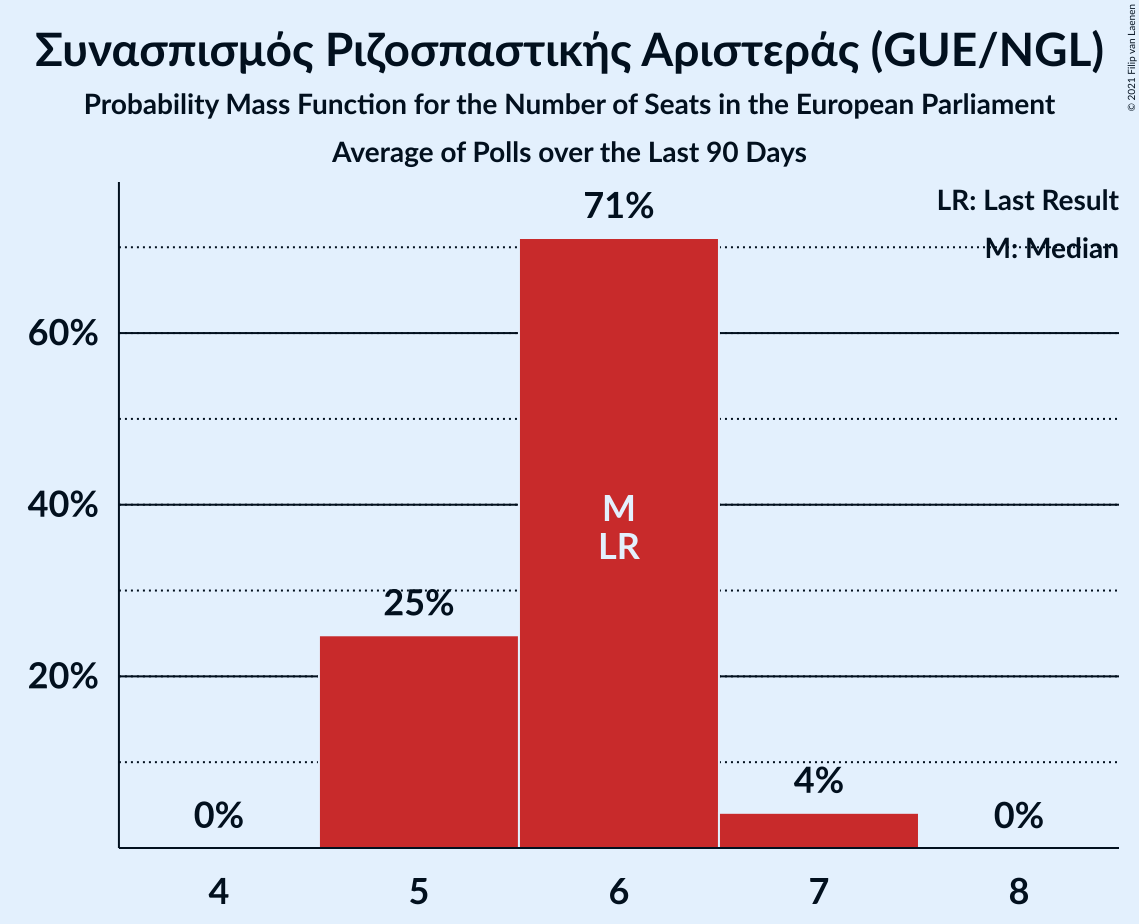 Συνασπισμός Ριζοσπαστικής Αριστεράς (GUE/NGL)
Probability Mass Function for the Number of Seats in the European Parliament
Average of Polls over the Last 90 Days
© 2021 Filip van Laenen
LR: Last Result
M: Median
71%
60%
40%
20%
M
LR
25%
4%
0%
0%
4
5
6
7
8